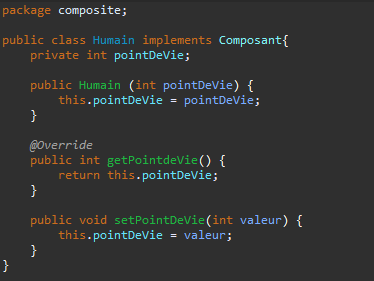 package composite;
public class Humain implements Composant{
private int pointDeVie;
public Humain (int pointDeVie) {
this.pointDeVie = pointDeVie;
}
@Override
public int getPointdeVie() {
return this.pointDeVie;
}
public void setPointDeVie(int valeur) {
this.pointDeVie = valeur;
}
}